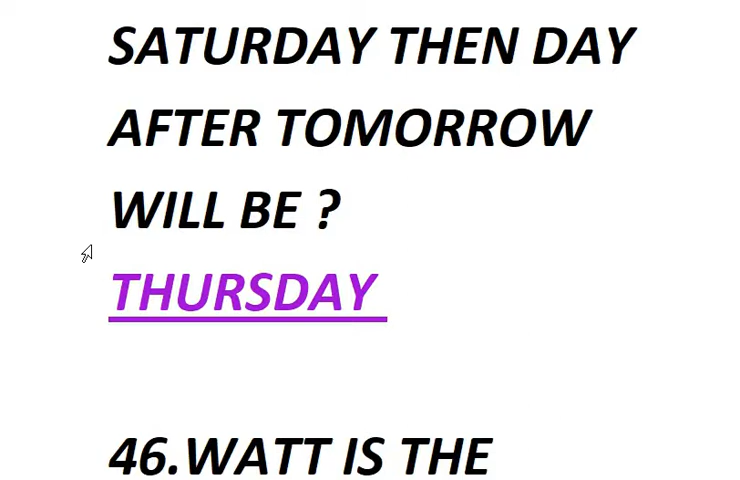 SATURDAY THEN DAY
AFTER TOMORROW
WILL BE ?
THURSDAY
46.WATT IS THE